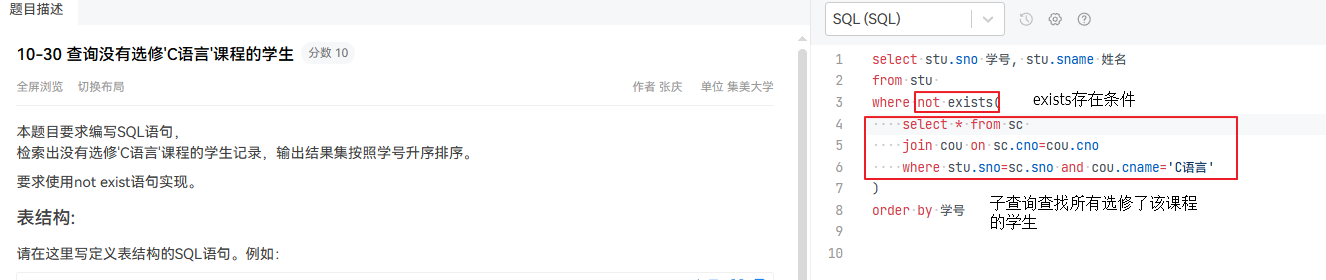 题目描述
10-30 查询没有选修'C语言'课程的学生 分数 10
全屏浏览 切换布局 作者 张庆 单位 集美大学
本题目要求编写SQL语句，
检索出没有选修'C语言'课程的学生记录，输出结果集按照学号升序排序。
要求使用not exist语句实现。
表结构:
请在这里写定义表结构的SQL语句。例如：
SQL (SQL)
1 select stu.sno 学号, stu.sname 姓名
2 from stu
3 where not exists( exists存在条件
4 select * from sc
5 join cou on sc.cno=cou.cno
6 where stu.sno=sc.sno and cou.cname='C语言'
7 )
8 order by 学号
子查询查找所有选修了该课程
的学生
9
10